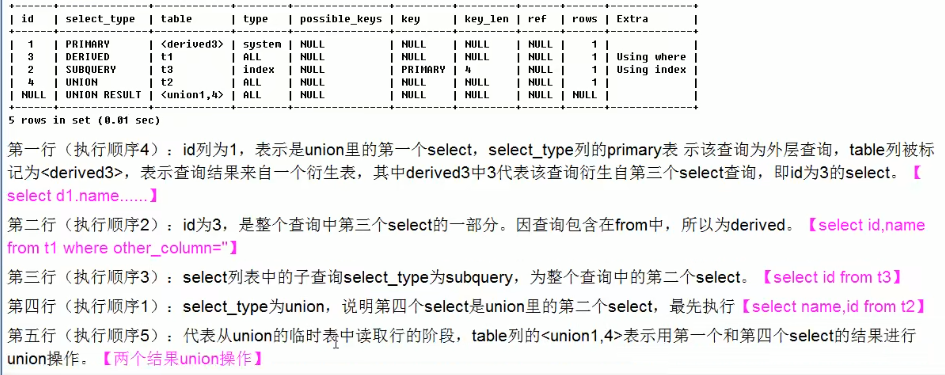 | id | select_type | table | type | possible_keys | key | key_len | ref | rows | Extra |
| 1 | PRIMARY | <derived3> | system | NULL | NULL | NULL | NULL | 1 | |
| 3 | DERIVED | t1 | ALL | NULL | NULL | NULL | NULL | 1 | Using where |
| 2 | SUBQUERY | t3 | index | NULL | PRIMARY | 4 | NULL | 1 | Using index |
| 4 | UNION | t2 | ALL | NULL | NULL | NULL | NULL | 1 | |
| NULL | UNION RESULT | <union1,4> | ALL | NULL | NULL | NULL | NULL | NULL | |
5 rows in set (0.01 sec)
第一行（执行顺序4）：id列为1，表示是union里的第一个select，select_type列的primary表 示该查询为外层查询，table列被标
记为<derived3>，表示查询结果来自一个衍生表，其中derived3中3代表该查询衍生自第三个select查询，即id为3的select。【
select d1.name......】
第二行（执行顺序2）：id为3，是整个查询中第三个select的一部分。因查询包含在from中，所以为derived。【select id,name
from t1 where other_column=''】
第三行（执行顺序3）：select列表中的子查询select_type为subquery，为整个查询中的第二个select。【select id from t3】
第四行（执行顺序1）：select_type为union，说明第四个select是union里的第二个select，最先执行【select name,id from t2】
第五行（执行顺序5）：代表从union的临时表中读取行的阶段，table列的<union1,4>表示用第一个和第四个select的结果进行
union操作。【两个结果union操作】